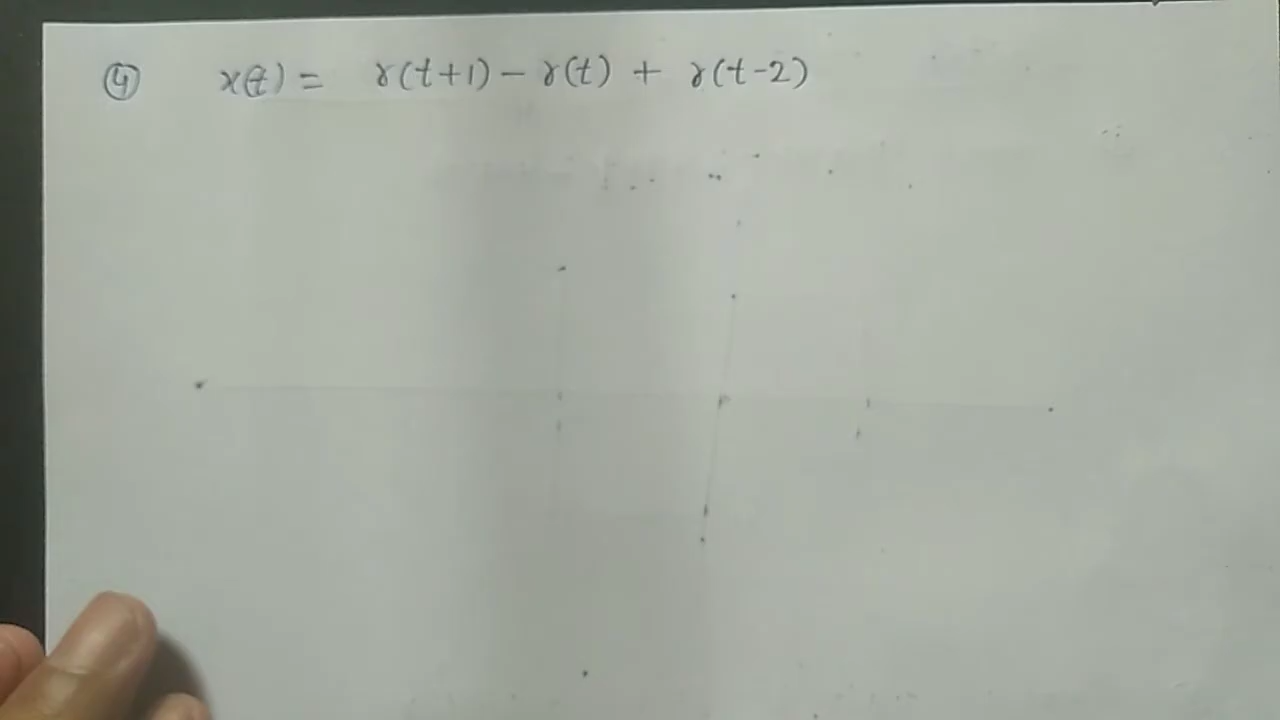 ④ x(t) = r(t+1) - r(t) + r(t-2)